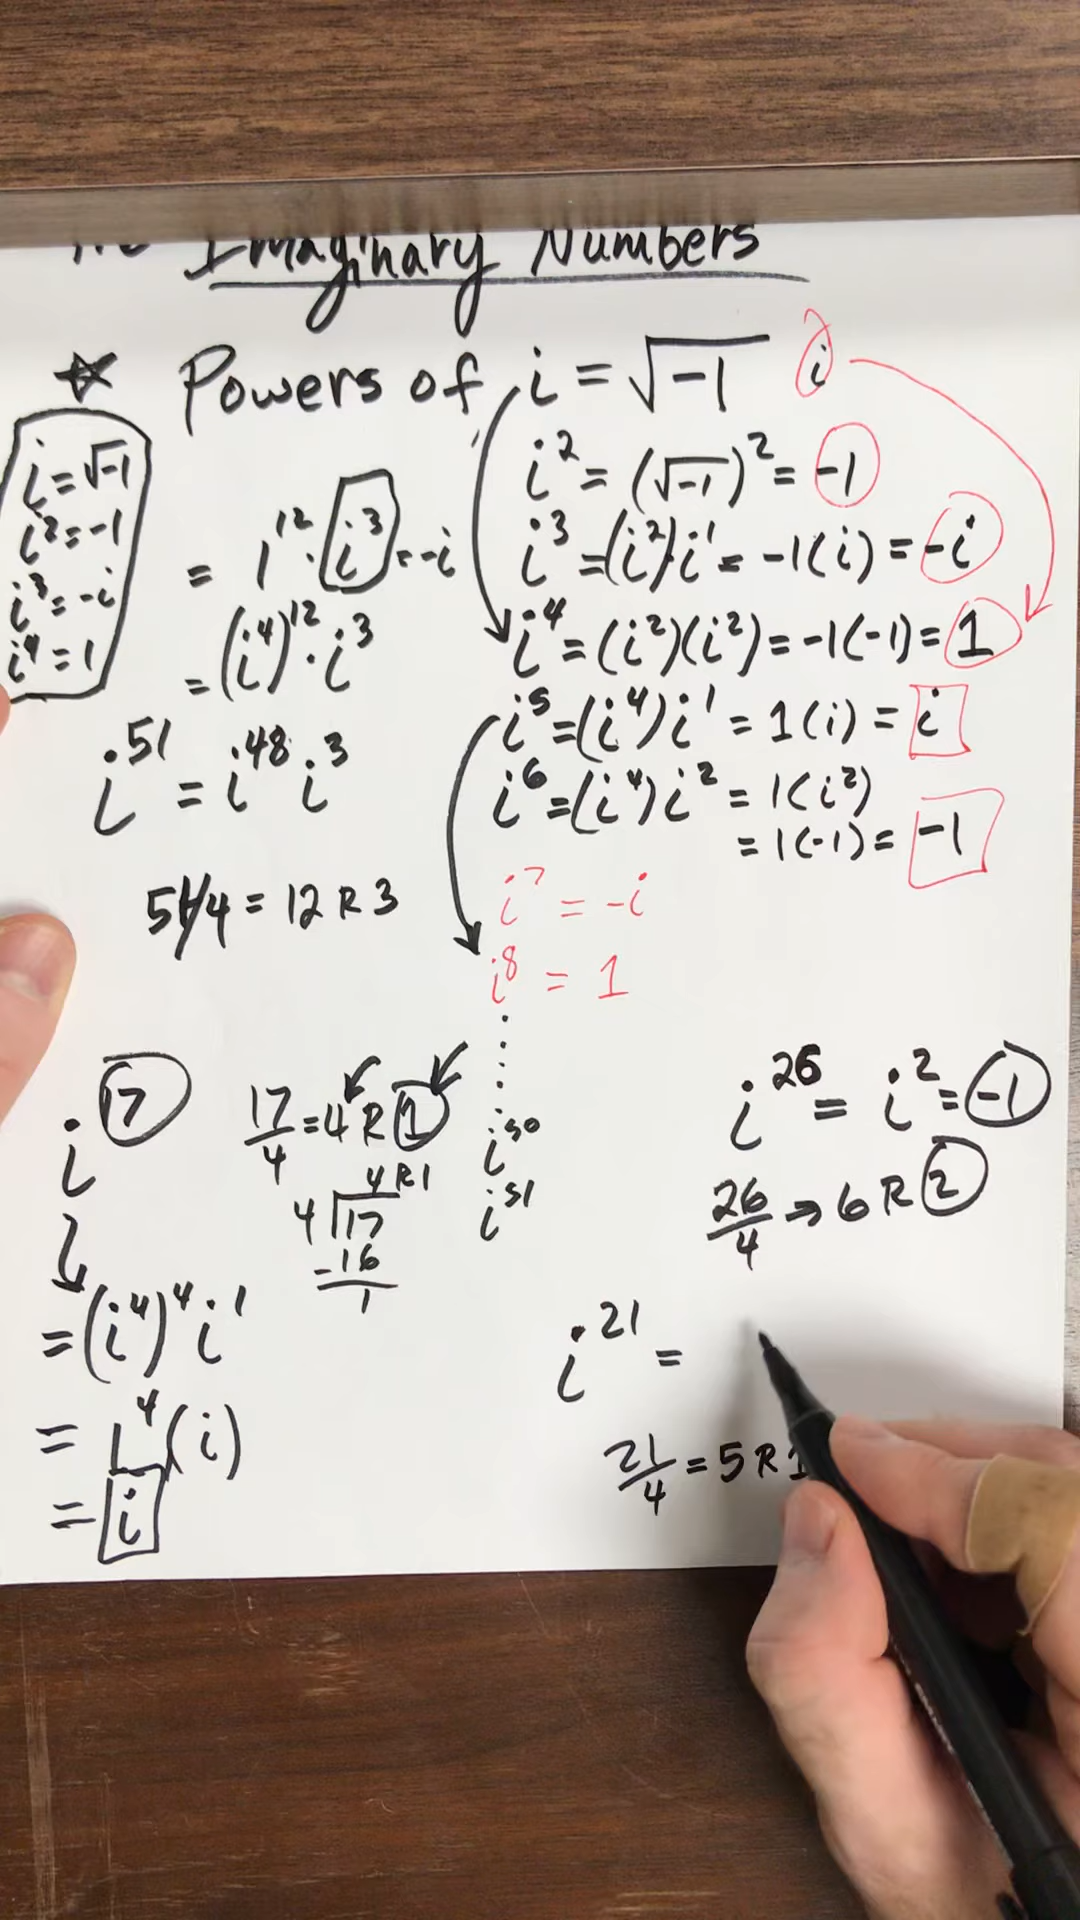 Imaginary Numbers
Powers of i = √-1 i
i = √-1
i² = -1
i³ = -i
i⁴ = 1
i² = (√-1)² = -1
i³ = (i²)i¹ = -1(i) = -i
i⁴ = (i²)(i²) = -1(-1) = 1
i⁵ = (i⁴)i¹ = 1(i) = i
i⁶ = (i⁴)i² = 1(i²)
= 1(-1) = -1
i⁷ = -i
i⁸ = 1
i⁵⁰
i⁵¹
= 1¹² · i³ = -i
= (i⁴)¹² · i³
i⁵¹ = i⁴⁸ i³
51/4 = 12 R 3
i¹⁷
17/4 = 4 R 1
4 R1
4 √17
-16
1
= (i⁴)⁴ i¹
= 1⁴(i)
= i
i²⁶ = i² = -1
26/4 → 6 R 2
i²¹ =
21/4 = 5 R 1